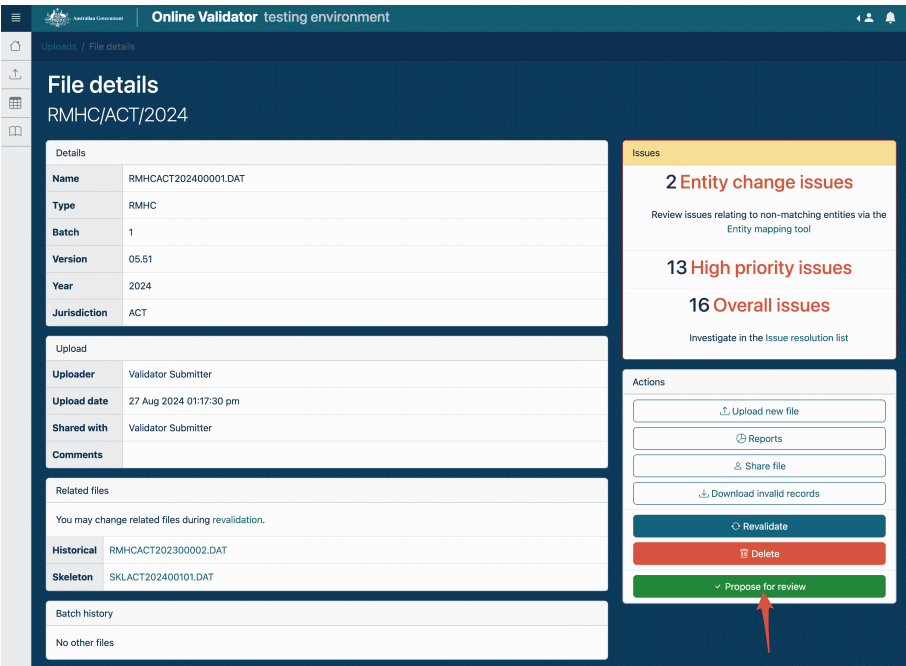 Australian Government
Online Validator testing environment
Uploads / File details
File details
RMHC/ACT/2024
Details
Name RMHCACT202400001.DAT
Type RMHC
Batch 1
Version 05.51
Year 2024
Jurisdiction ACT
Upload
Uploader Validator Submitter
Upload date 27 Aug 2024 01:17:30 pm
Shared with Validator Submitter
Comments
Related files
You may change related files during revalidation.
Historical RMHCACT202300002.DAT
Skeleton SKLACT202400101.DAT
Batch history
No other files
Issues
2 Entity change issues
Review issues relating to non-matching entities via the
Entity mapping tool
13 High priority issues
16 Overall issues
Investigate in the Issue resolution list
Actions
Upload new file
Reports
Share file
Download invalid records
Revalidate
Delete
Propose for review